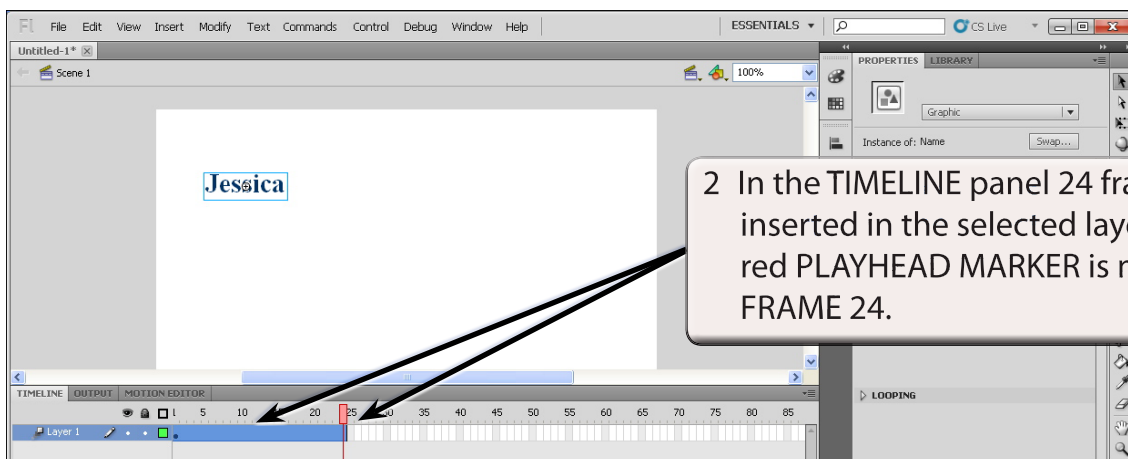 Fl File Edit View Insert Modify Text Commands Control Debug Window Help ESSENTIALS CS Live
Untitled-1*
Scene 1 100%
PROPERTIES LIBRARY
Graphic
Instance of: Name Swap...
Jessica
2 In the TIMELINE panel 24 fra
inserted in the selected lay
red PLAYHEAD MARKER is
FRAME 24.
LOOPING
TIMELINE OUTPUT MOTION EDITOR
1 5 10 20 25 35 40 45 50 55 60 65 70 75 80 85
Layer 1